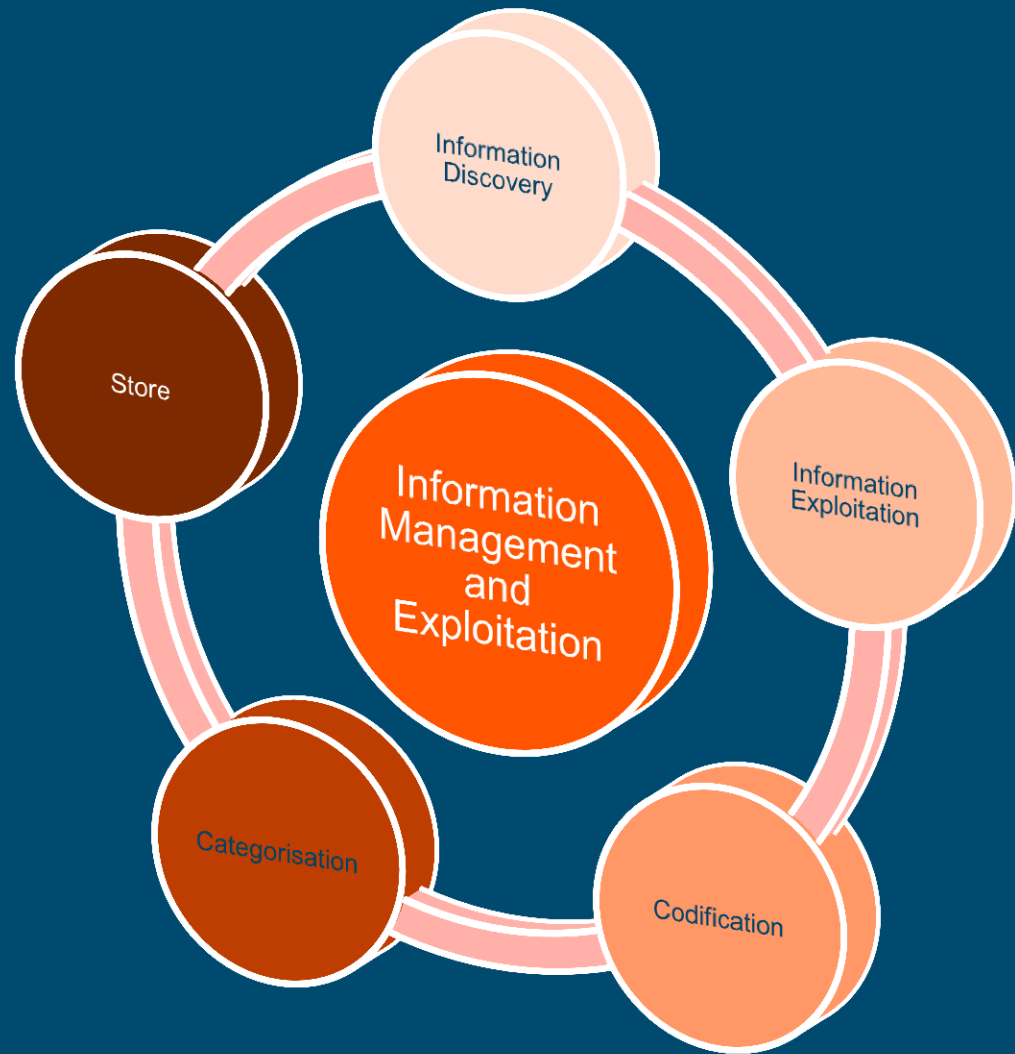 Information
Discovery
Information
Exploitation
Codification
Categorisation
Store
Information
Management
and
Exploitation